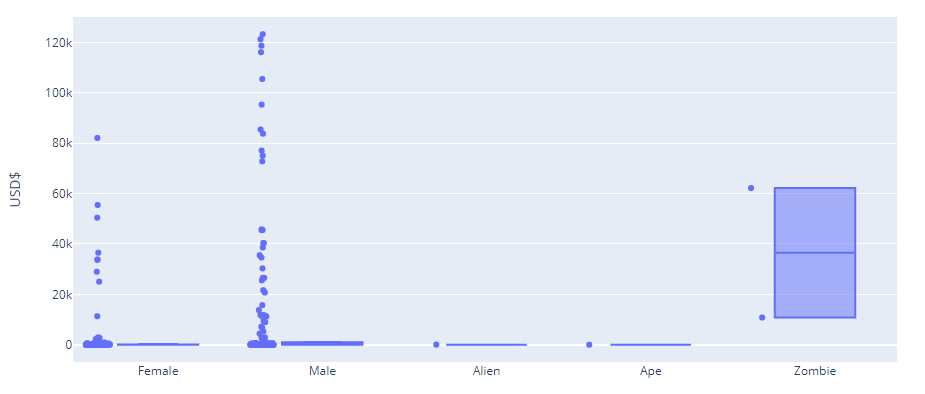 USD$
120k
100k
80k
60k
40k
20k
0
Female Male Alien Ape Zombie